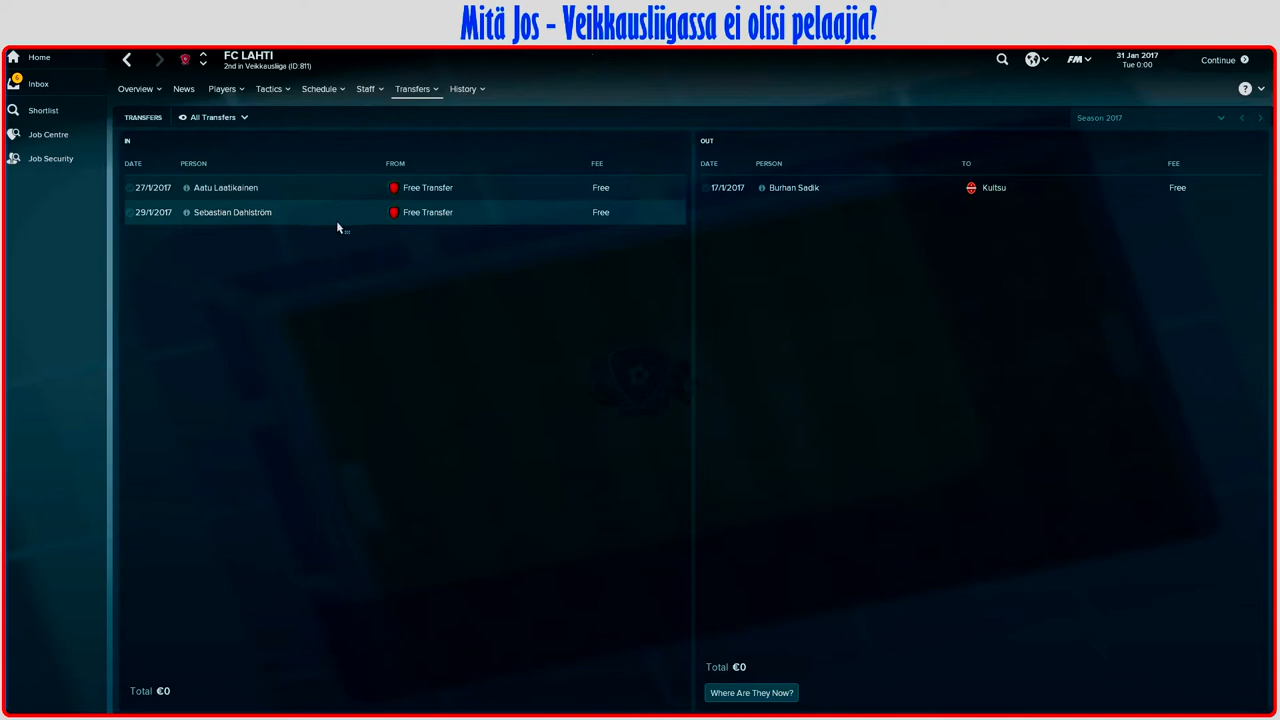 Mitä Jos - Veikkausliigassa ei olisi pelaajia?
Home
FC LAHTI
2nd in Veikkausliiga (ID:811)
FM
31 Jan 2017
Tue 0:00
Continue
6
Inbox
Overview
News
Players
Tactics
Schedule
Staff
Transfers
History
?
Shortlist
Job Centre
Job Security
TRANSFERS
All Transfers
Season 2017
IN
DATE PERSON FROM FEE
27/1/2017 Aatu Laatikainen Free Transfer Free
29/1/2017 Sebastian Dahlström Free Transfer Free
Total €0
OUT
DATE PERSON TO FEE
17/1/2017 Burhan Sadik Kultsu Free
Total €0
Where Are They Now?